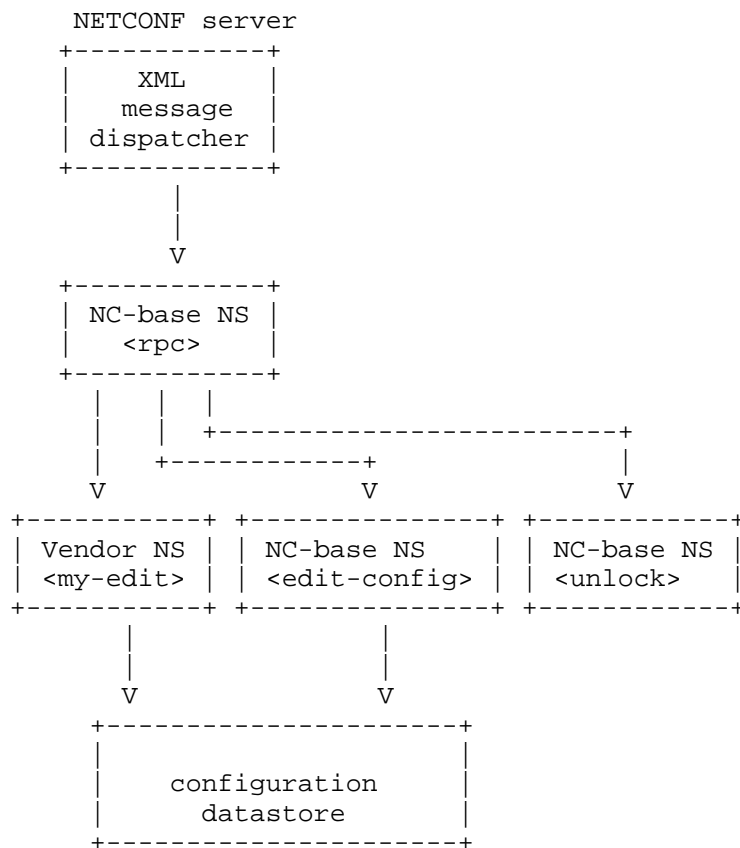 NETCONF server
XML
message
dispatcher
NC-base NS
<rpc>
Vendor NS NC-base NS NC-base NS
<my-edit> <edit-config> <unlock>
configuration
datastore